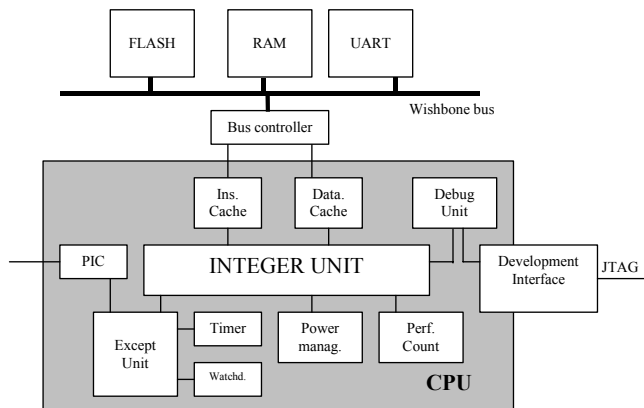 FLASH
RAM
UART
Wishbone bus
Bus controller
Ins.
Cache
Data.
Cache
Debug
Unit
PIC
INTEGER UNIT
Development
Interface
JTAG
Except
Unit
Timer
Power
manag.
Perf.
Count
Watchd.
CPU